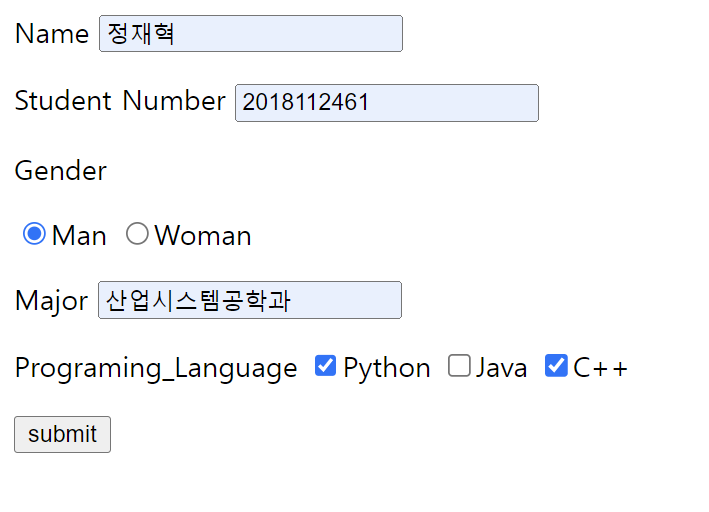 Name 정재혁
Student Number 2018112461
Gender
Man Woman
Major 산업시스템공학과
Programing_Language Python Java C++
submit